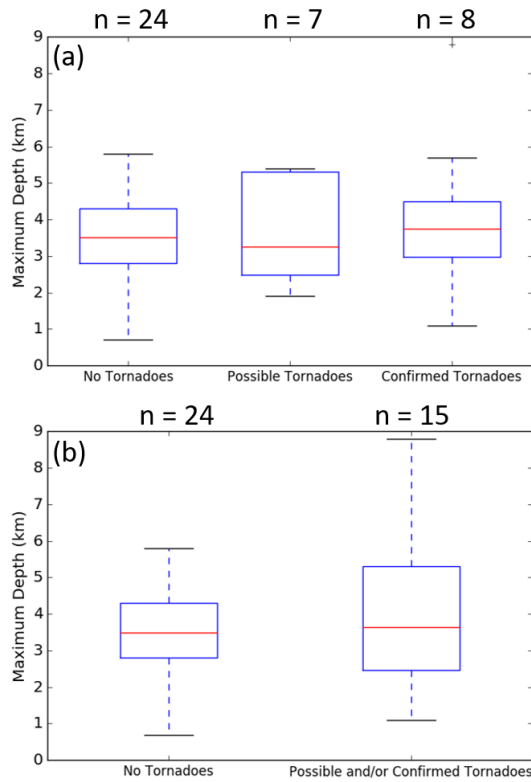 n = 24 n = 7 n = 8
(a)
9
8
7
6
5
4
3
2
1
0
Maximum Depth (km)
No Tornadoes Possible Tornadoes Confirmed Tornadoes
n = 24 n = 15
(b)
9
8
7
6
5
4
3
2
1
0
Maximum Depth (km)
No Tornadoes Possible and/or Confirmed Tornadoes